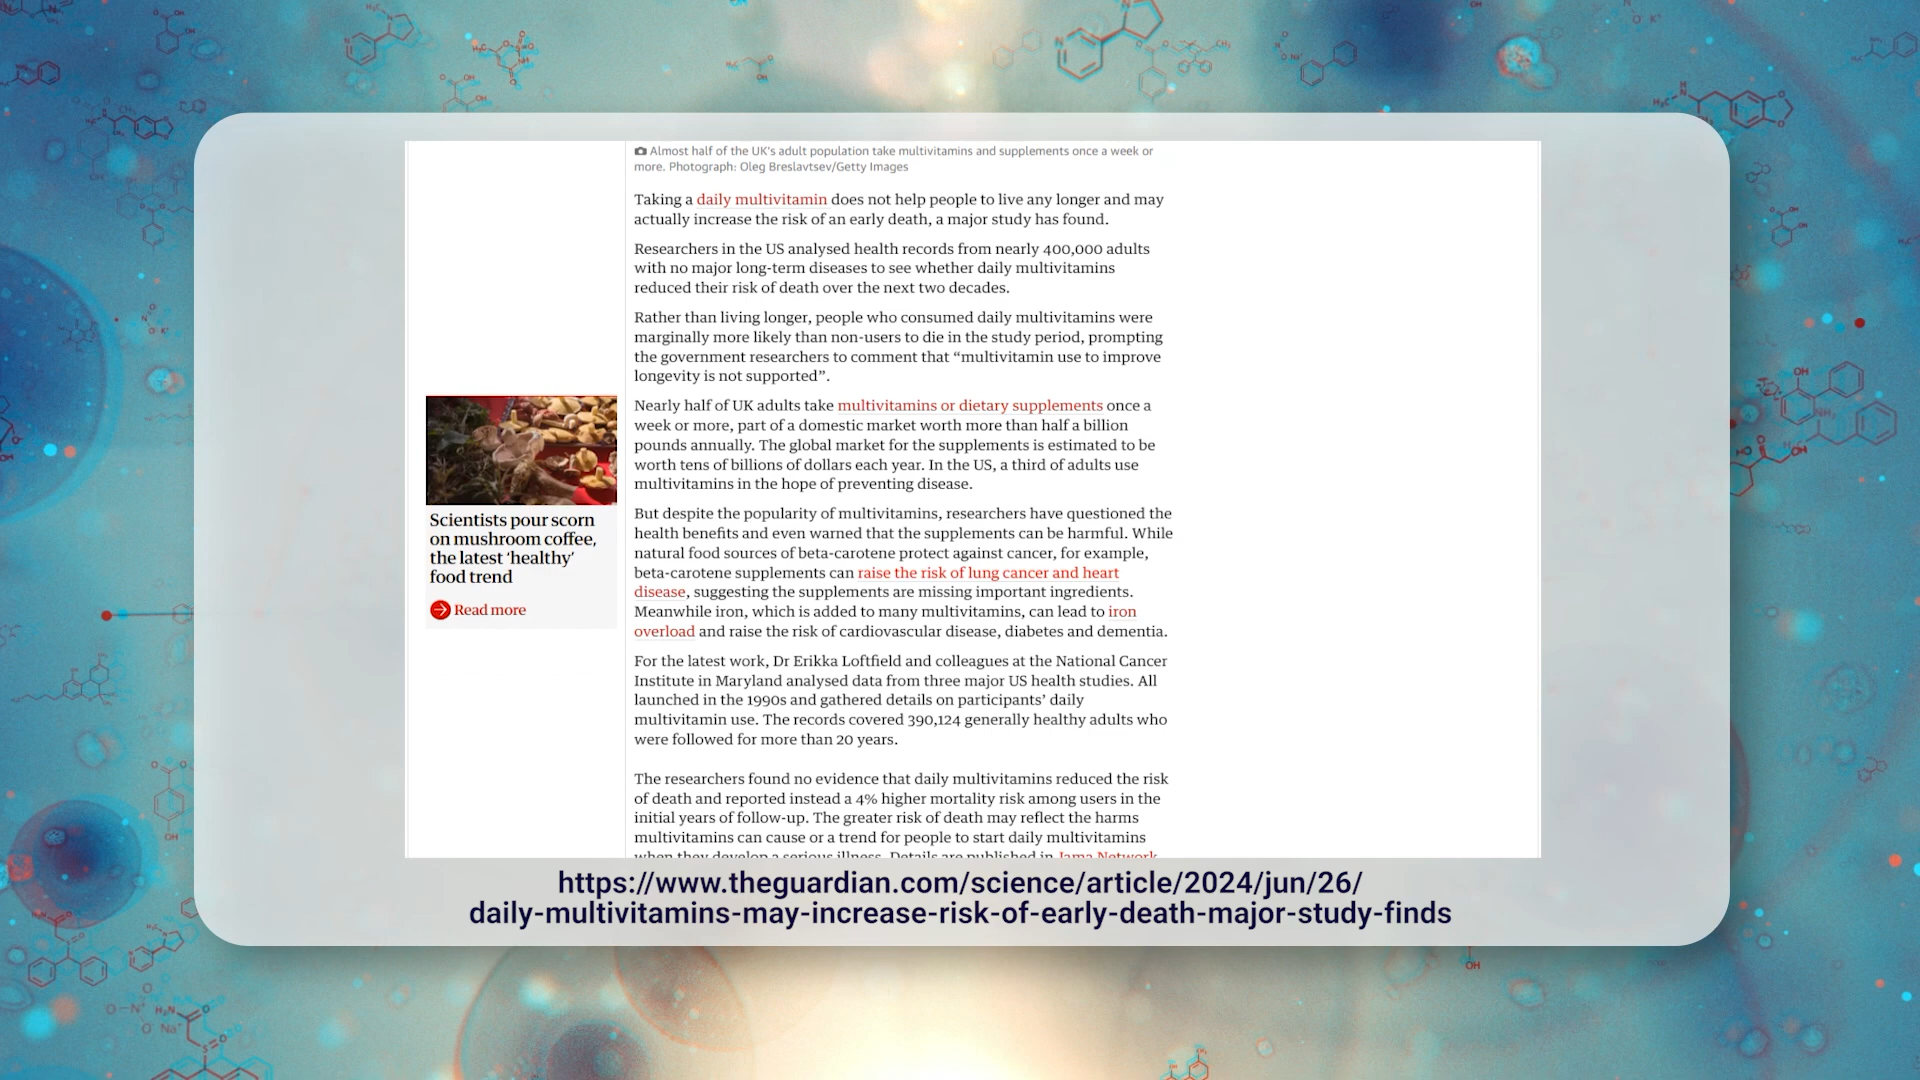 Almost half of the UK's adult population take multivitamins and supplements once a week or
more. Photograph: Oleg Breslavtsev/Getty Images
Taking a daily multivitamin does not help people to live any longer and may
actually increase the risk of an early death, a major study has found.
Researchers in the US analysed health records from nearly 400,000 adults
with no major long-term diseases to see whether daily multivitamins
reduced their risk of death over the next two decades.
Rather than living longer, people who consumed daily multivitamins were
marginally more likely than non-users to die in the study period, prompting
the government researchers to comment that “multivitamin use to improve
longevity is not supported”.
Nearly half of UK adults take multivitamins or dietary supplements once a
week or more, part of a domestic market worth more than half a billion
pounds annually. The global market for the supplements is estimated to be
worth tens of billions of dollars each year. In the US, a third of adults use
multivitamins in the hope of preventing disease.
But despite the popularity of multivitamins, researchers have questioned the
health benefits and even warned that the supplements can be harmful. While
natural food sources of beta-carotene protect against cancer, for example,
beta-carotene supplements can raise the risk of lung cancer and heart
disease, suggesting the supplements are missing important ingredients.
Meanwhile iron, which is added to many multivitamins, can lead to iron
overload and raise the risk of cardiovascular disease, diabetes and dementia.
For the latest work, Dr Erikka Loftfield and colleagues at the National Cancer
Institute in Maryland analysed data from three major US health studies. All
launched in the 1990s and gathered details on participants’ daily
multivitamin use. The records covered 390,124 generally healthy adults who
were followed for more than 20 years.
The researchers found no evidence that daily multivitamins reduced the risk
of death and reported instead a 4% higher mortality risk among users in the
initial years of follow-up. The greater risk of death may reflect the harms
multivitamins can cause or a trend for people to start daily multivitamins
when they develop a serious illness. Details are published in Jama Network
Scientists pour scorn
on mushroom coffee,
the latest ‘healthy’
food trend
Read more
https://www.theguardian.com/science/article/2024/jun/26/
daily-multivitamins-may-increase-risk-of-early-death-major-study-finds